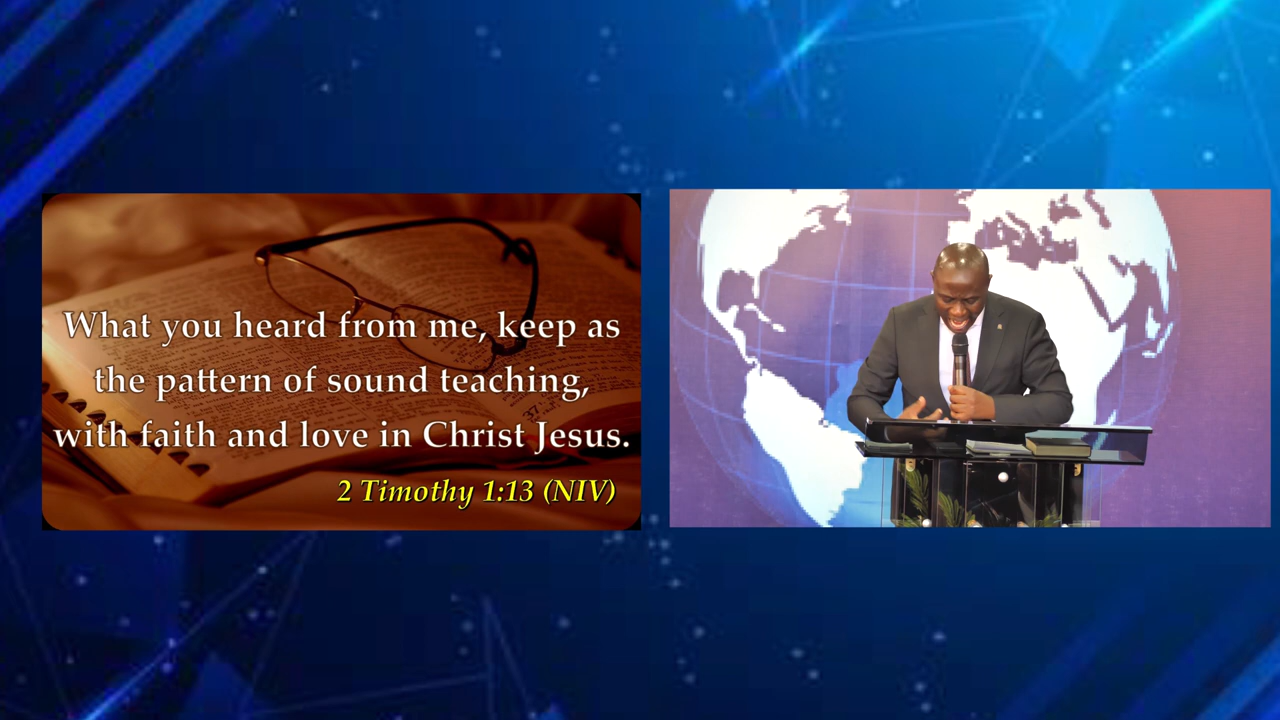 What you heard from me, keep as
the pattern of sound teaching,
with faith and love in Christ Jesus.
2 Timothy 1:13 (NIV)